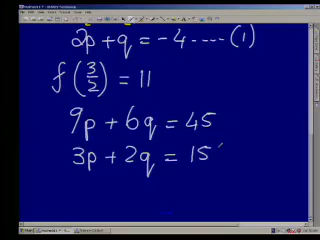 2p + q = -4 ----- (1)
f(3/2) = 11
9p + 6q = 45
3p + 2q = 15